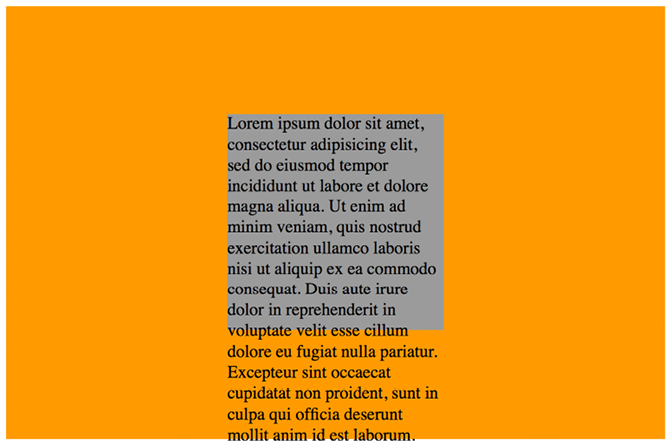 Lorem ipsum dolor sit amet,
consectetur adipisicing elit,
sed do eiusmod tempor
incididunt ut labore et dolore
magna aliqua. Ut enim ad
minim veniam, quis nostrud
exercitation ullamco laboris
nisi ut aliquip ex ea commodo
consequat. Duis aute irure
dolor in reprehenderit in
voluptate velit esse cillum
dolore eu fugiat nulla pariatur.
Excepteur sint occaecat
cupidatat non proident, sunt in
culpa qui officia deserunt
mollit anim id est laborum.